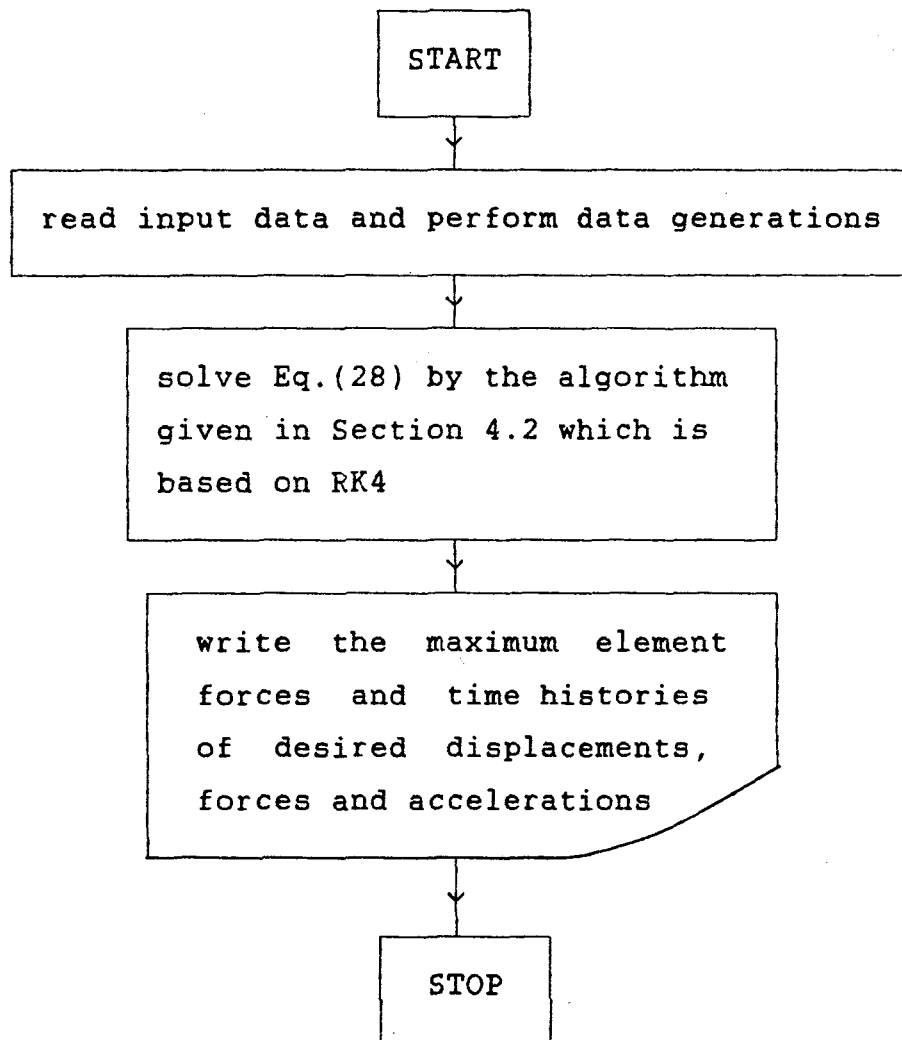 START
read input data and perform data generations
solve Eq.(28) by the algorithm
given in Section 4.2 which is
based on RK4
write the maximum element
forces and time histories
of desired displacements,
forces and accelerations
STOP